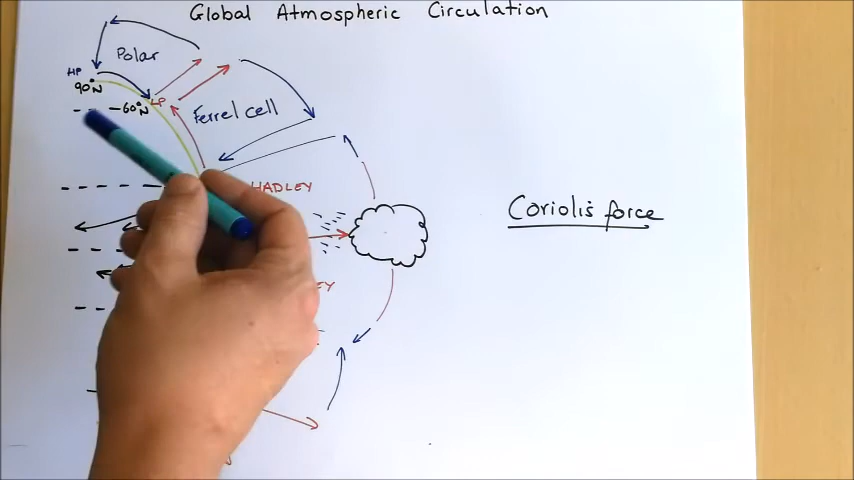 Global Atmospheric Circulation
Polar
HP
90°N
60°N
LP
Ferrel cell
HADLEY
Coriolis force